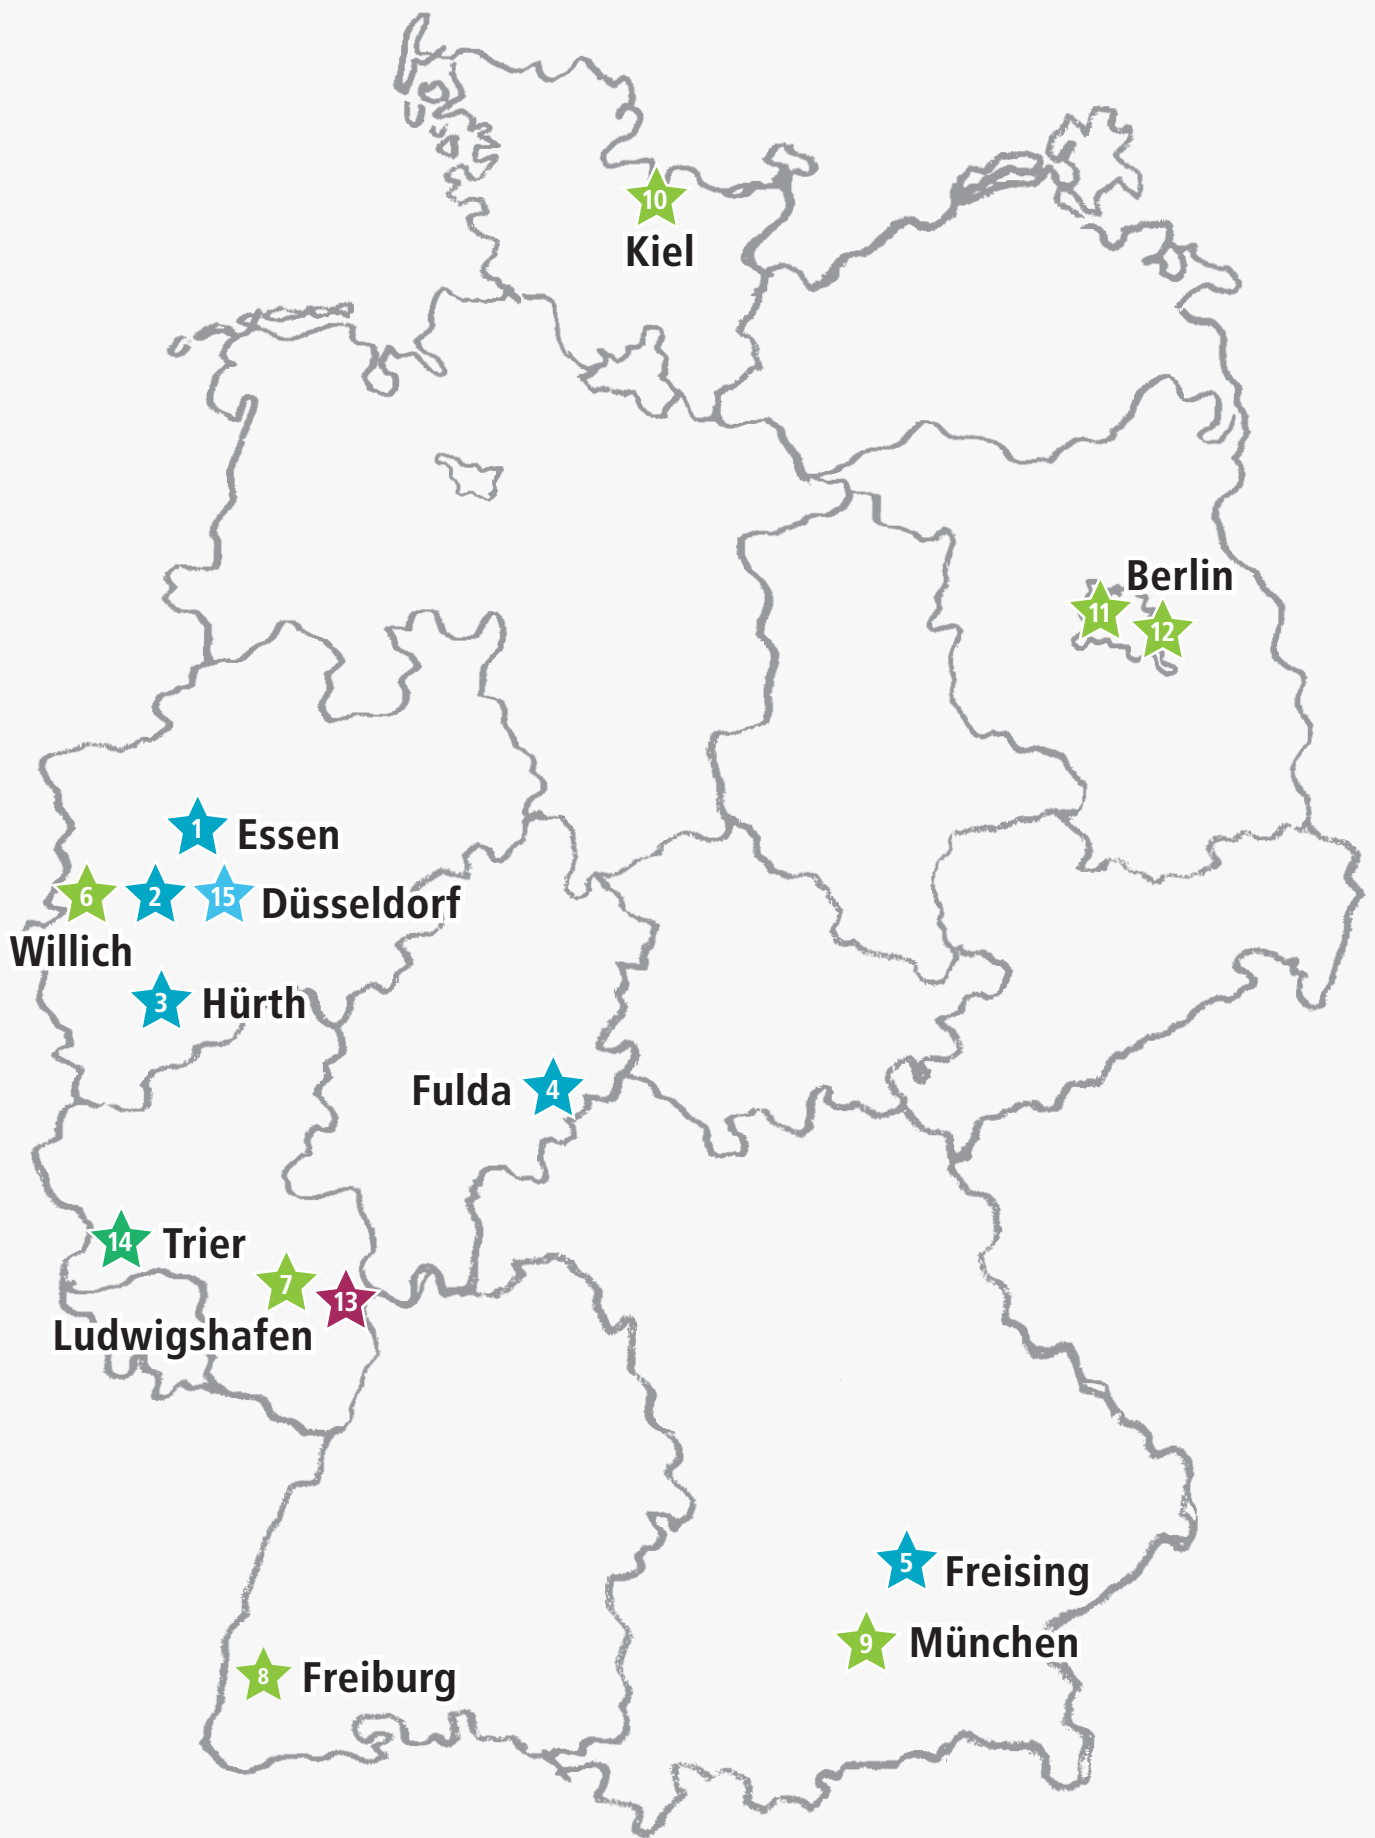 10
Kiel
Berlin
11
12
1 Essen
6 2 15 Düsseldorf
Willich
3 Hürth
Fulda 4
14 Trier
7
13
Ludwigshafen
5 Freising
9 München
8 Freiburg